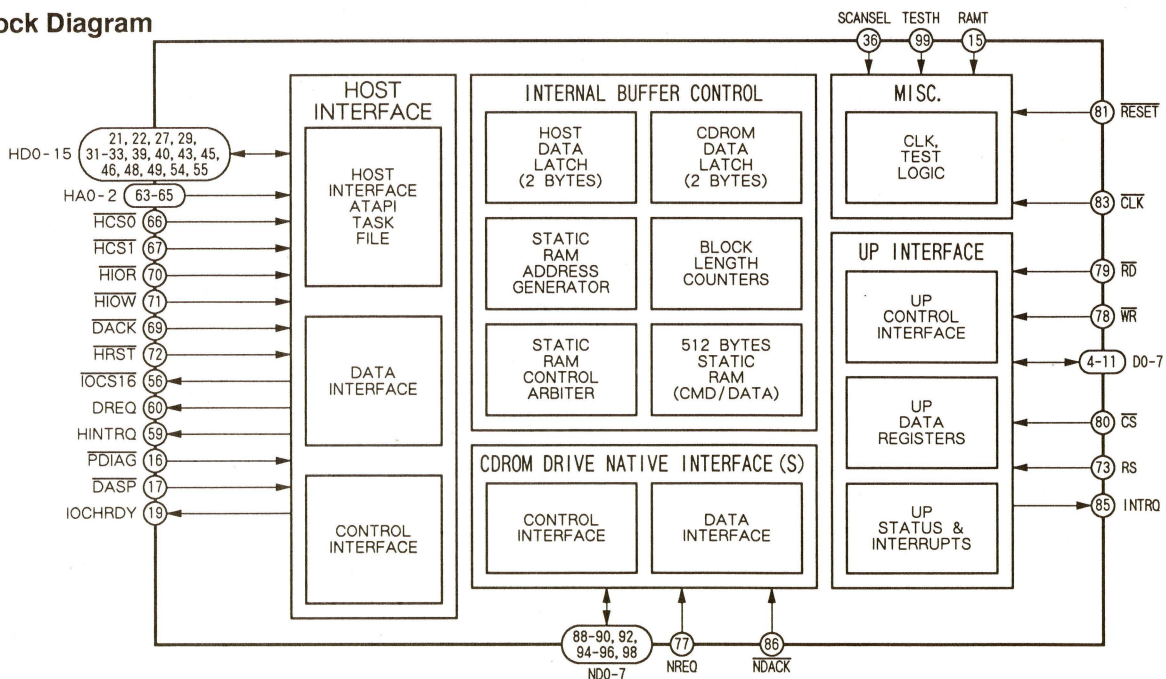 ock Diagram
SCANSEL TESTH RAMT
36 99 15
HOST
INTERFACE
HOST
INTERFACE
ATAPI
TASK
FILE
DATA
INTERFACE
CONTROL
INTERFACE
INTERNAL BUFFER CONTROL
HOST
DATA
LATCH
(2 BYTES)
CDROM
DATA
LATCH
(2 BYTES)
STATIC
RAM
ADDRESS
GENERATOR
BLOCK
LENGTH
COUNTERS
STATIC
RAM
CONTROL
ARBITER
512 BYTES
STATIC
RAM
(CMD/DATA)
CDROM DRIVE NATIVE INTERFACE(S)
CONTROL
INTERFACE
DATA
INTERFACE
MISC.
CLK,
TEST
LOGIC
UP INTERFACE
UP
CONTROL
INTERFACE
UP
DATA
REGISTERS
UP
STATUS &
INTERRUPTS
HD0-15
21, 22, 27, 29,
31-33, 39, 40, 43, 45,
46, 48, 49, 54, 55
HA0-2 63-65
HCS0 66
HCS1 67
HIOR 70
HIOW 71
DACK 69
HRST 72
IOCS16 56
DREQ 60
HINTRQ 59
PDIAG 16
DASP 17
IOCHRDY 19
81 RESET
83 CLK
79 RD
78 WR
4-11 D0-7
80 CS
73 RS
85 INTRQ
88-90, 92,
94-96, 98
ND0-7
77
NREQ
86
NDACK